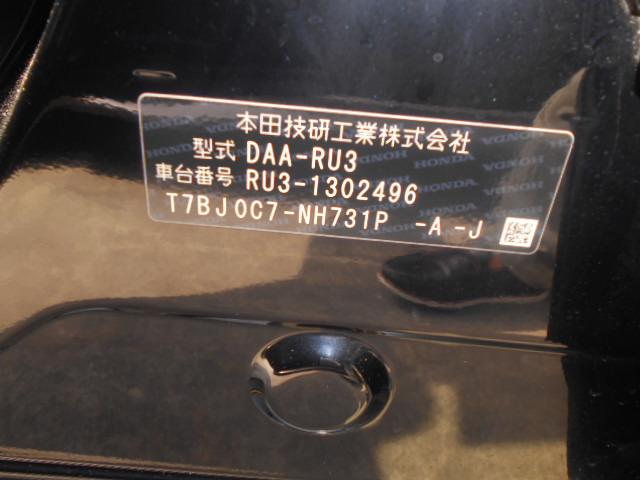 本田技研工業株式会社
型式 DAA-RU3
車台番号 RU3-1302496
T7BJ0C7-NH731P -A -J